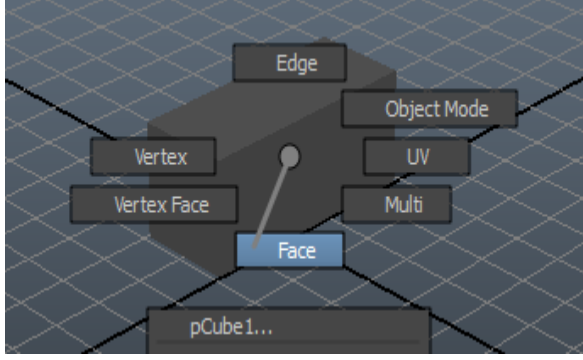 Edge
Object Mode
Vertex
UV
Vertex Face
Multi
Face
pCube1...